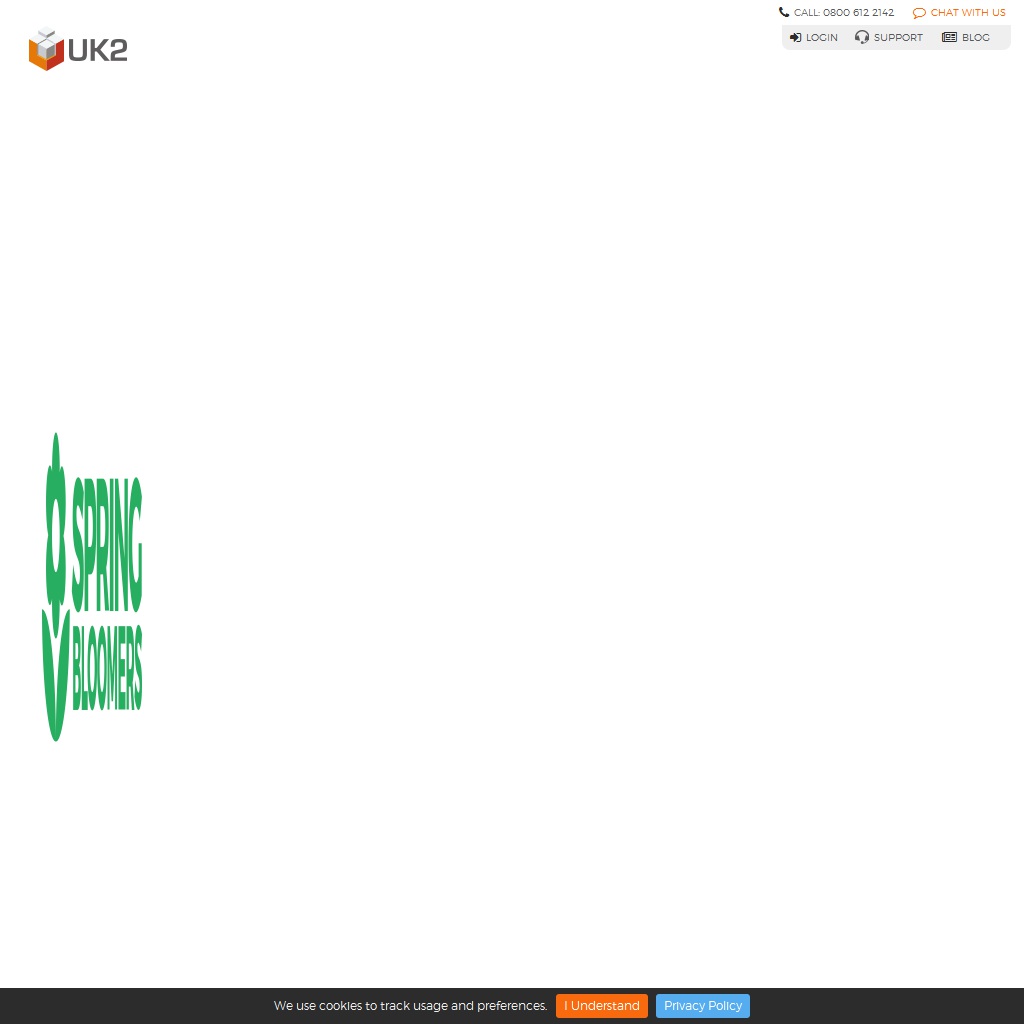 CALL: 0800 612 2142 CHAT WITH US
UK2
LOGIN SUPPORT BLOG
SPRING
BLOOMERS
We use cookies to track usage and preferences. I Understand Privacy Policy